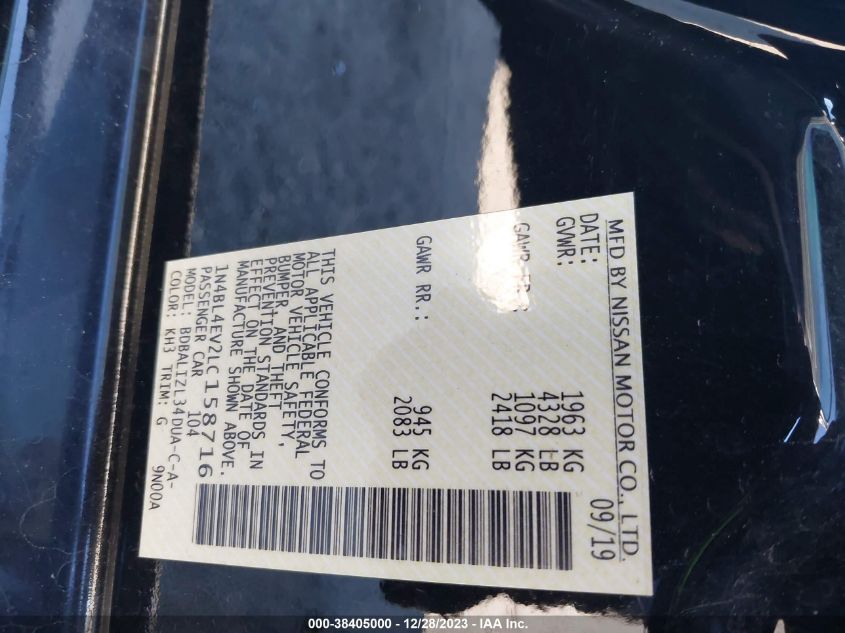 MFD BY NISSAN MOTOR CO., LTD.
DATE: 09/19
GVWR: 1963 KG
4328 LB
GAWR FR.: 1097 KG
2418 LB
GAWR RR.: 945 KG
2083 LB
THIS VEHICLE CONFORMS TO
ALL APPLICABLE FEDERAL
MOTOR VEHICLE SAFETY,
BUMPER AND THEFT
PREVENTION STANDARDS IN
EFFECT ON THE DATE OF
MANUFACTURE SHOWN ABOVE.
1N4BL4EV2LC158716
PASSENGER CAR 104
MODEL: BDBALIZL34DUA-C-A-
COLOR: KH3 TRIM: G 9N00A
000-38405000 - 12/28/2023 - IAA Inc.